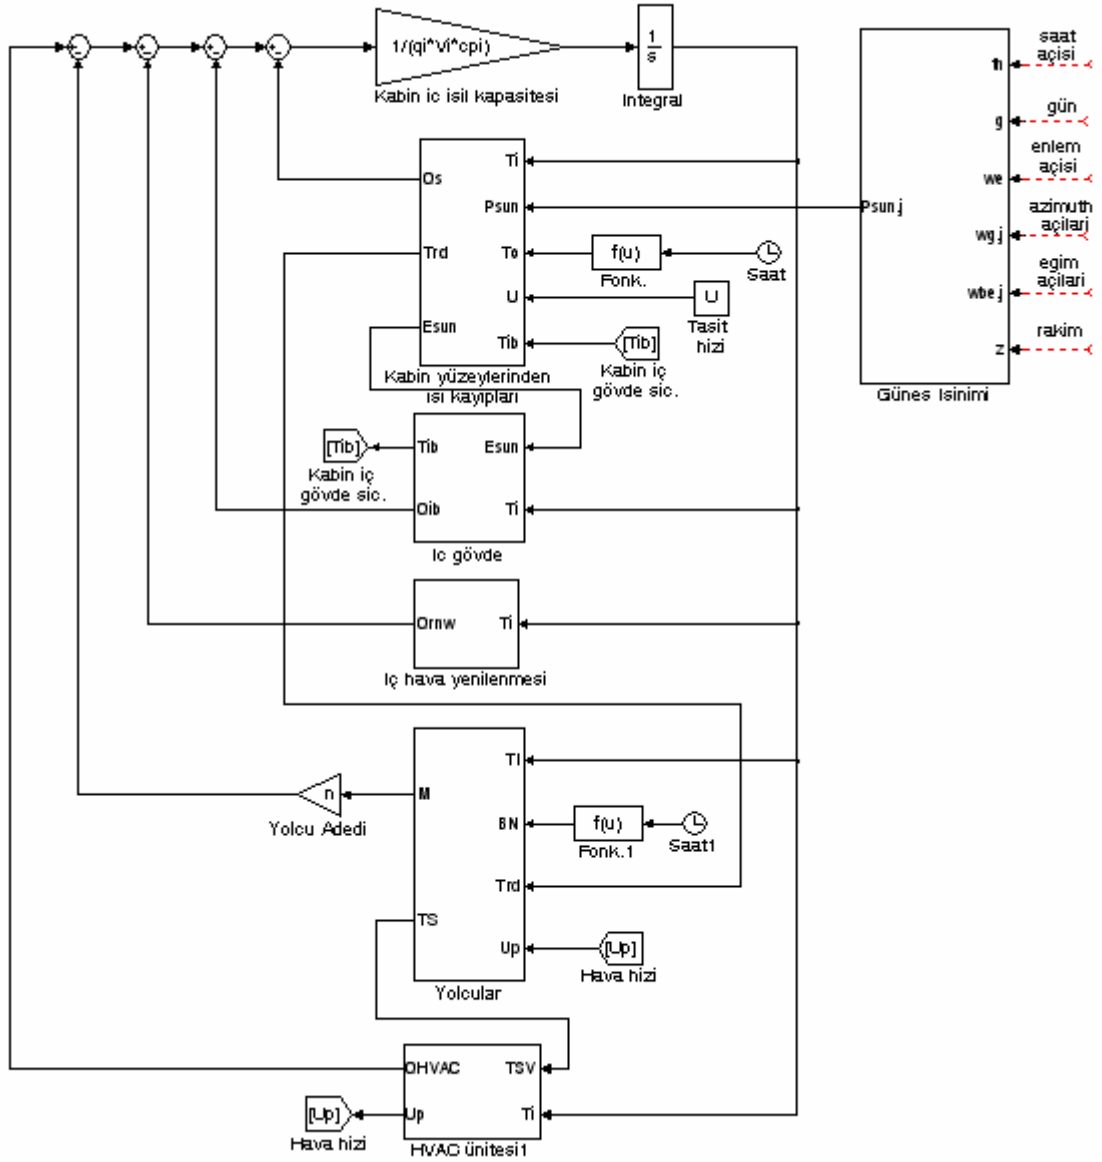 1/(qi*Vi*cpi)
Kabin ic isil kapasitesi
1
s
Integral
Os
Trd
Esun
Ti
Psun
To
U
Tib
Kabin yüzeylerinden
isi kayiplari
f(u)
Fonk.
Saat
U
Tasit
hizi
[Tib]
Kabin iç
gövde sic.
Psun.j
h
g
we
wg.j
wbe.j
z
Günes Isinimi
saat
açisi
gün
enlem
açisi
azimuth
açilari
egim
açilari
rakim
[Tib]
Kabin iç
gövde sic.
Tib
Oib
Esun
Ti
Ic gövde
Ornw
Ti
Iç hava yenilenmesi
n
Yolcu Adedi
M
TS
TI
BN
Trd
Up
Yolcular
f(u)
Fonk.1
Saat1
[Up]
Hava hizi
OHVAC
Up
TSV
Ti
HVAC ünitesi1
[Up]
Hava hizi